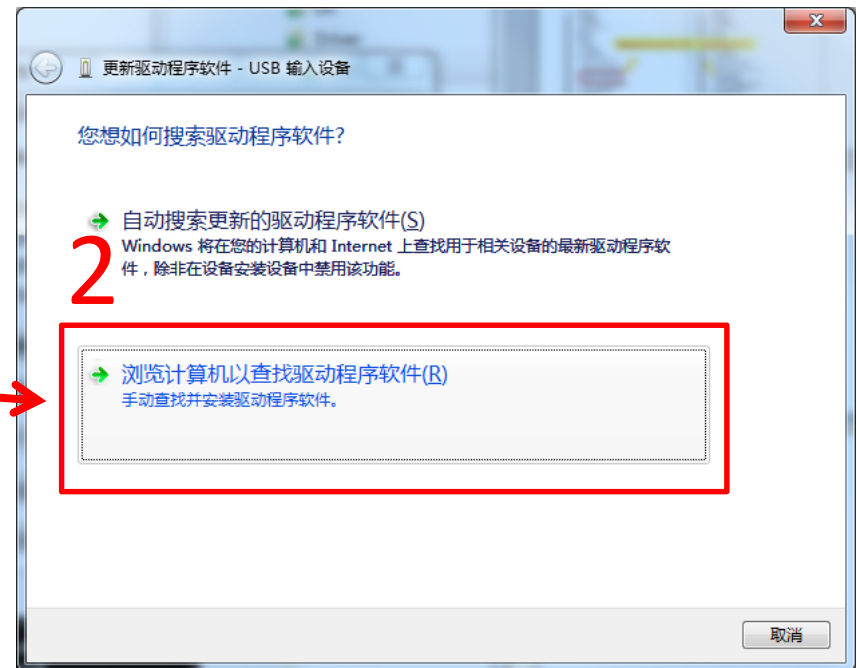 更新驱动程序软件 - USB 输入设备
您想如何搜索驱动程序软件?
自动搜索更新的驱动程序软件(S)
Windows 将在您的计算机和 Internet 上查找用于相关设备的最新驱动程序软
件，除非在设备安装设备中禁用该功能。
2
浏览计算机以查找驱动程序软件(R)
手动查找并安装驱动程序软件。
取消